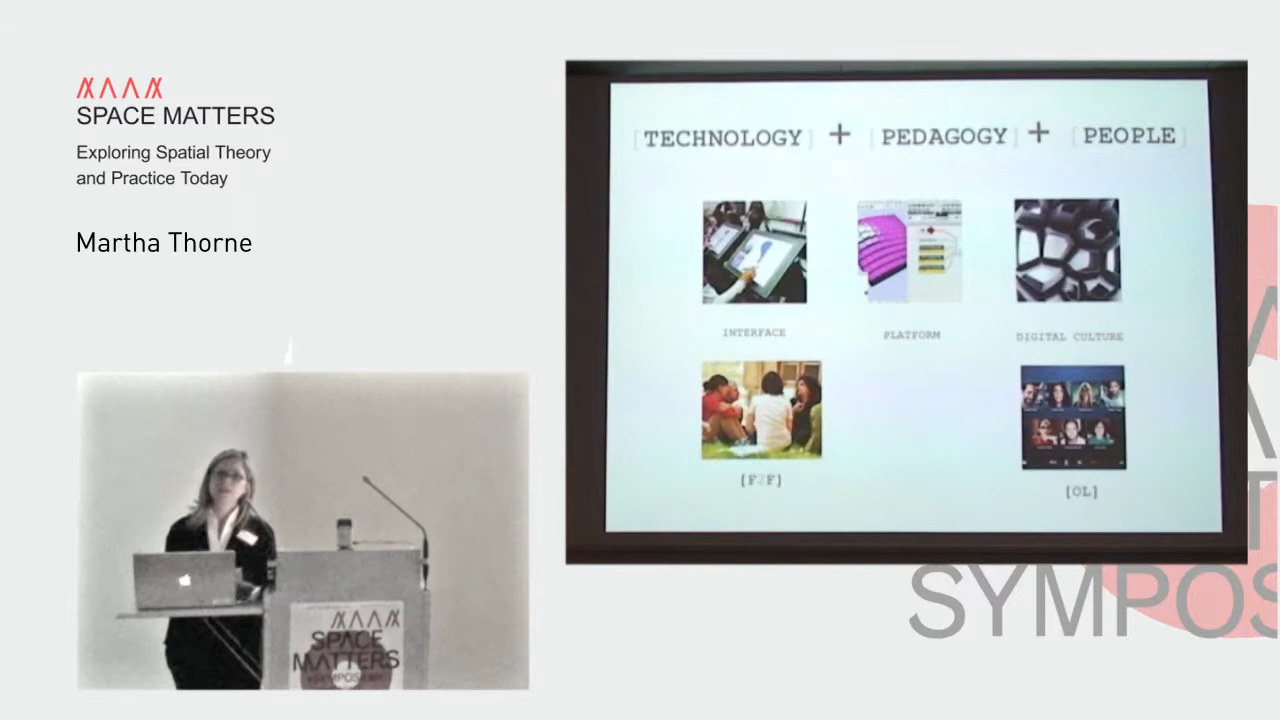 SPACE MATTERS
Exploring Spatial Theory
and Practice Today
Martha Thorne
[TECHNOLOGY] + [PEDAGOGY] + [PEOPLE]
INTERFACE
PLATFORM
DIGITAL CULTURE
[F2F]
[OL]
SPACE
MATTERS
SYMPOSIUM
SYMPOS